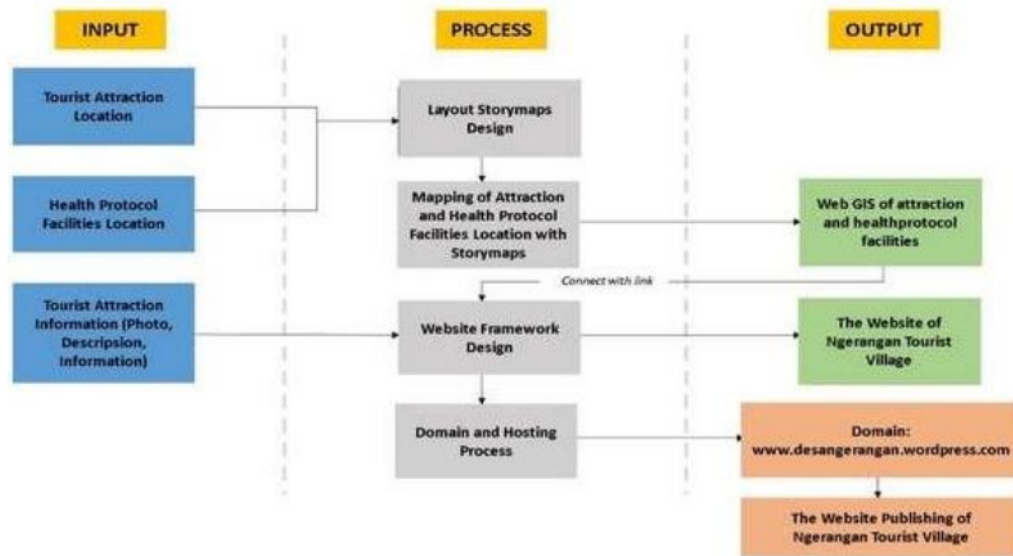 INPUT
PROCESS
OUTPUT
Tourist Attraction
Location
Layout Storymaps
Design
Health Protocol
Facilities Location
Mapping of Attraction
and Health Protocol
Facilities Location with
Storymaps
Web GIS of attraction
and healthprotocol
facilities
Connect with link
Tourist Attraction
Information (Photo,
Descripsion,
Information)
Website Framework
Design
The Website of
Ngerangan Tourist
Village
Domain and Hosting
Process
Domain:
www.desangerangan.wordpress.com
The Website Publishing of
Ngerangan Tourist Village